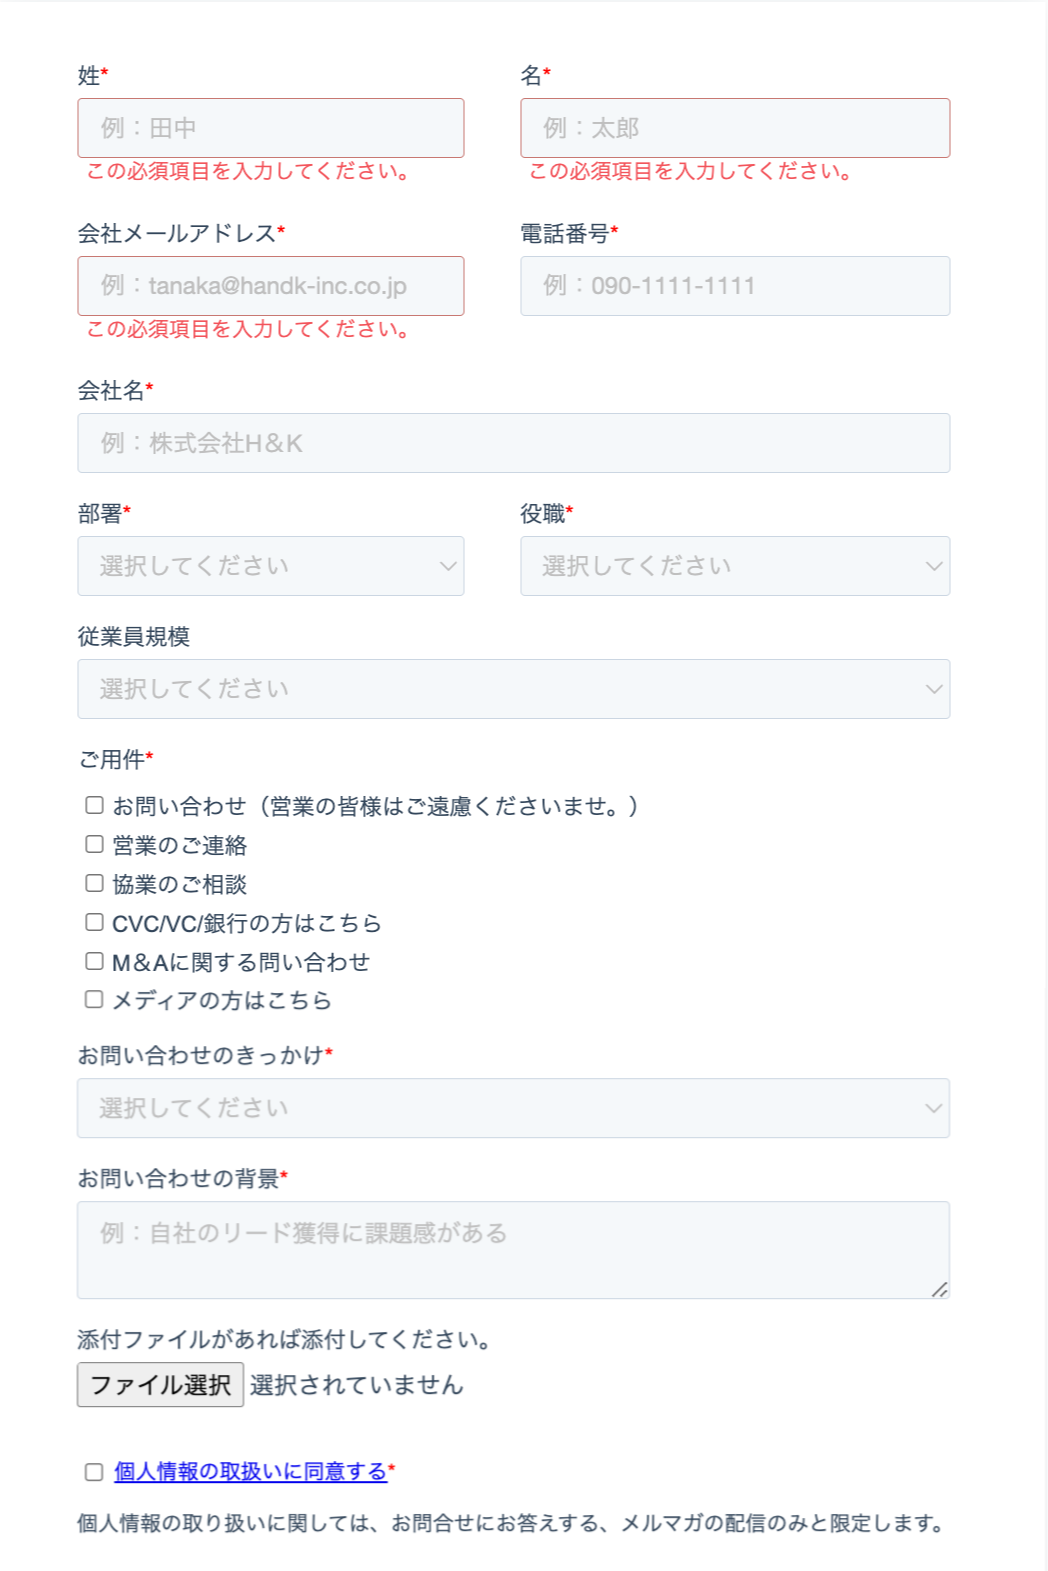 姓*
名*
例：田中
例：太郎
この必須項目を入力してください。
この必須項目を入力してください。
会社メールアドレス*
電話番号*
例：tanaka@handk-inc.co.jp
例：090-1111-1111
この必須項目を入力してください。
会社名*
例：株式会社H＆K
部署*
役職*
選択してください
選択してください
従業員規模
選択してください
ご用件*
お問い合わせ（営業の皆様はご遠慮くださいませ。）
営業のご連絡
協業のご相談
CVC/VC/銀行の方はこちら
M＆Aに関する問い合わせ
メディアの方はこちら
お問い合わせのきっかけ*
選択してください
お問い合わせの背景*
例：自社のリード獲得に課題感がある
添付ファイルがあれば添付してください。
ファイル選択 選択されていません
個人情報の取扱いに同意する*
個人情報の取り扱いに関しては、お問合せにお答えする、メルマガの配信のみと限定します。